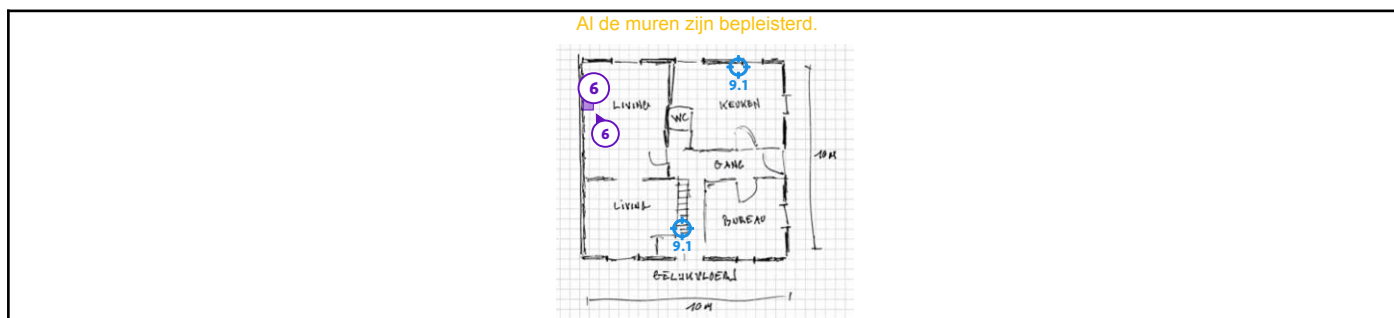 Al de muren zijn bepleisterd.
6
9.1
LIVING
KEUKEN
WC
6
10 M
GANG
LIVING
BUREAU
9.1
GELIJKVLOERS
10 M